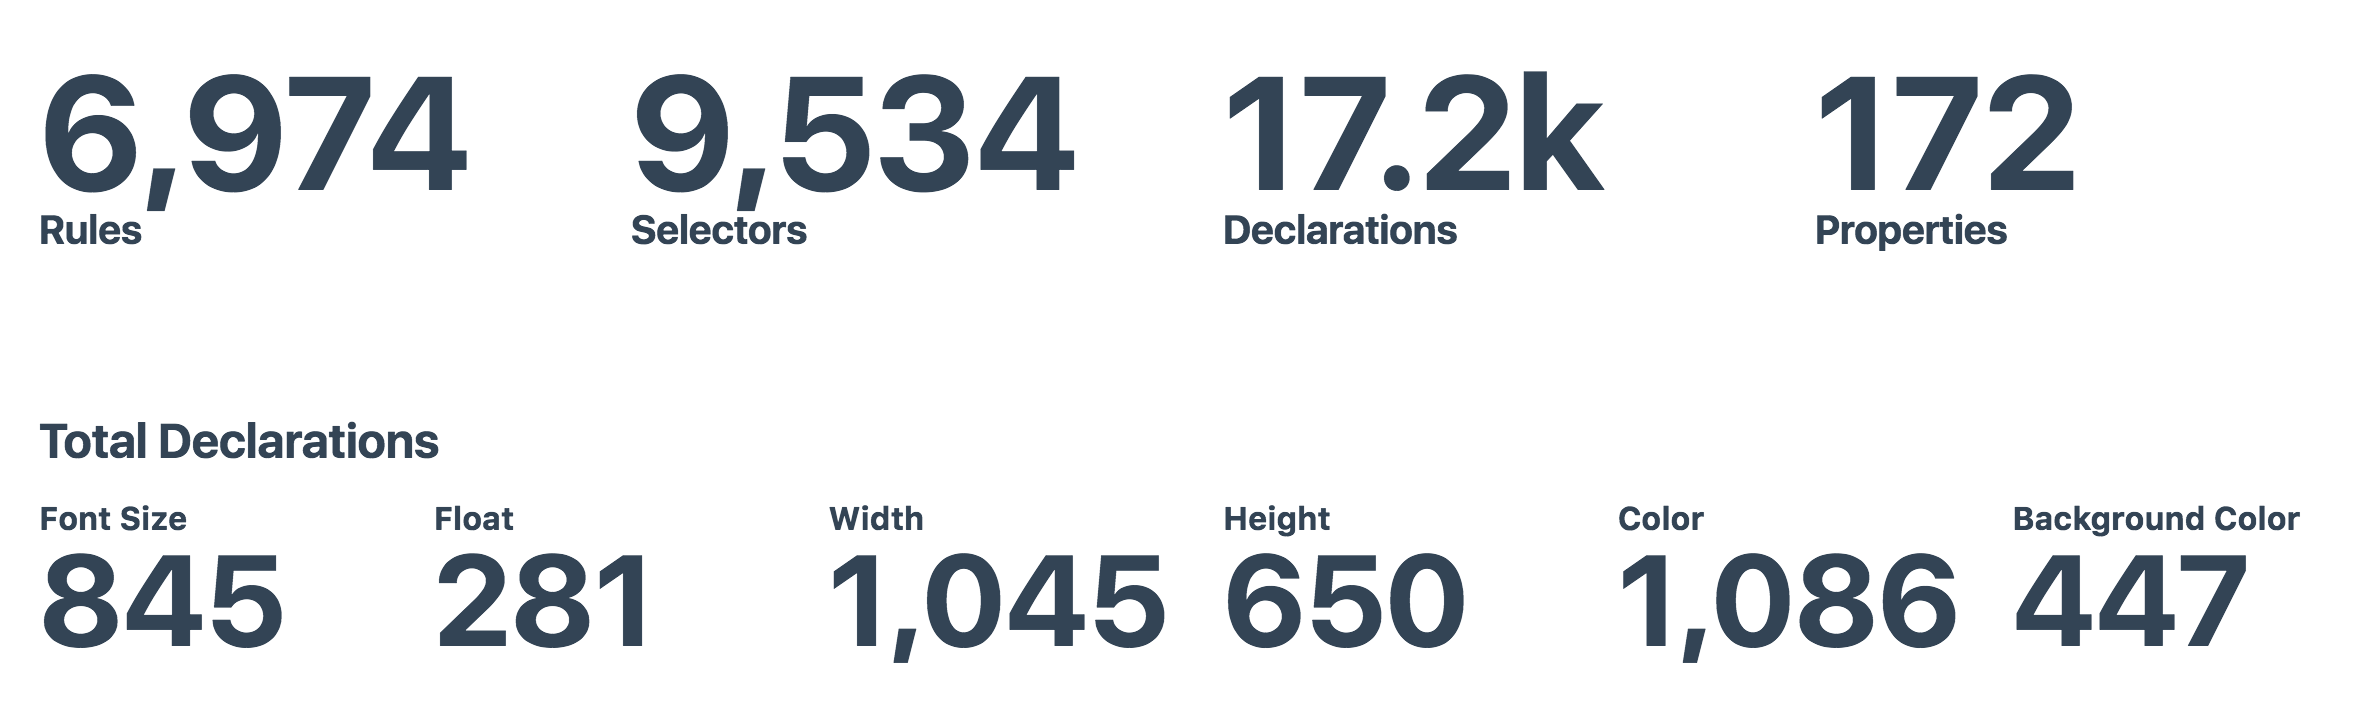 6,974 9,534 17.2k 172
Rules Selectors Declarations Properties
Total Declarations
Font Size Float Width Height Color Background Color
845 281 1,045 650 1,086 447